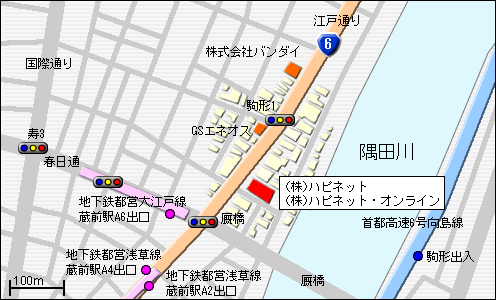 江戸通り
6
株式会社バンダイ
国際通り
駒形1
GSエネオス
寿3
春日通
隅田川
(株)ハピネット
(株)ハピネット・オンライン
地下鉄都営大江戸線
蔵前駅A6出口
厩橋
首都高速6号向島線
地下鉄都営浅草線
蔵前駅A4出口
駒形出入
地下鉄都営浅草線
蔵前駅A2出口
厩橋
100m